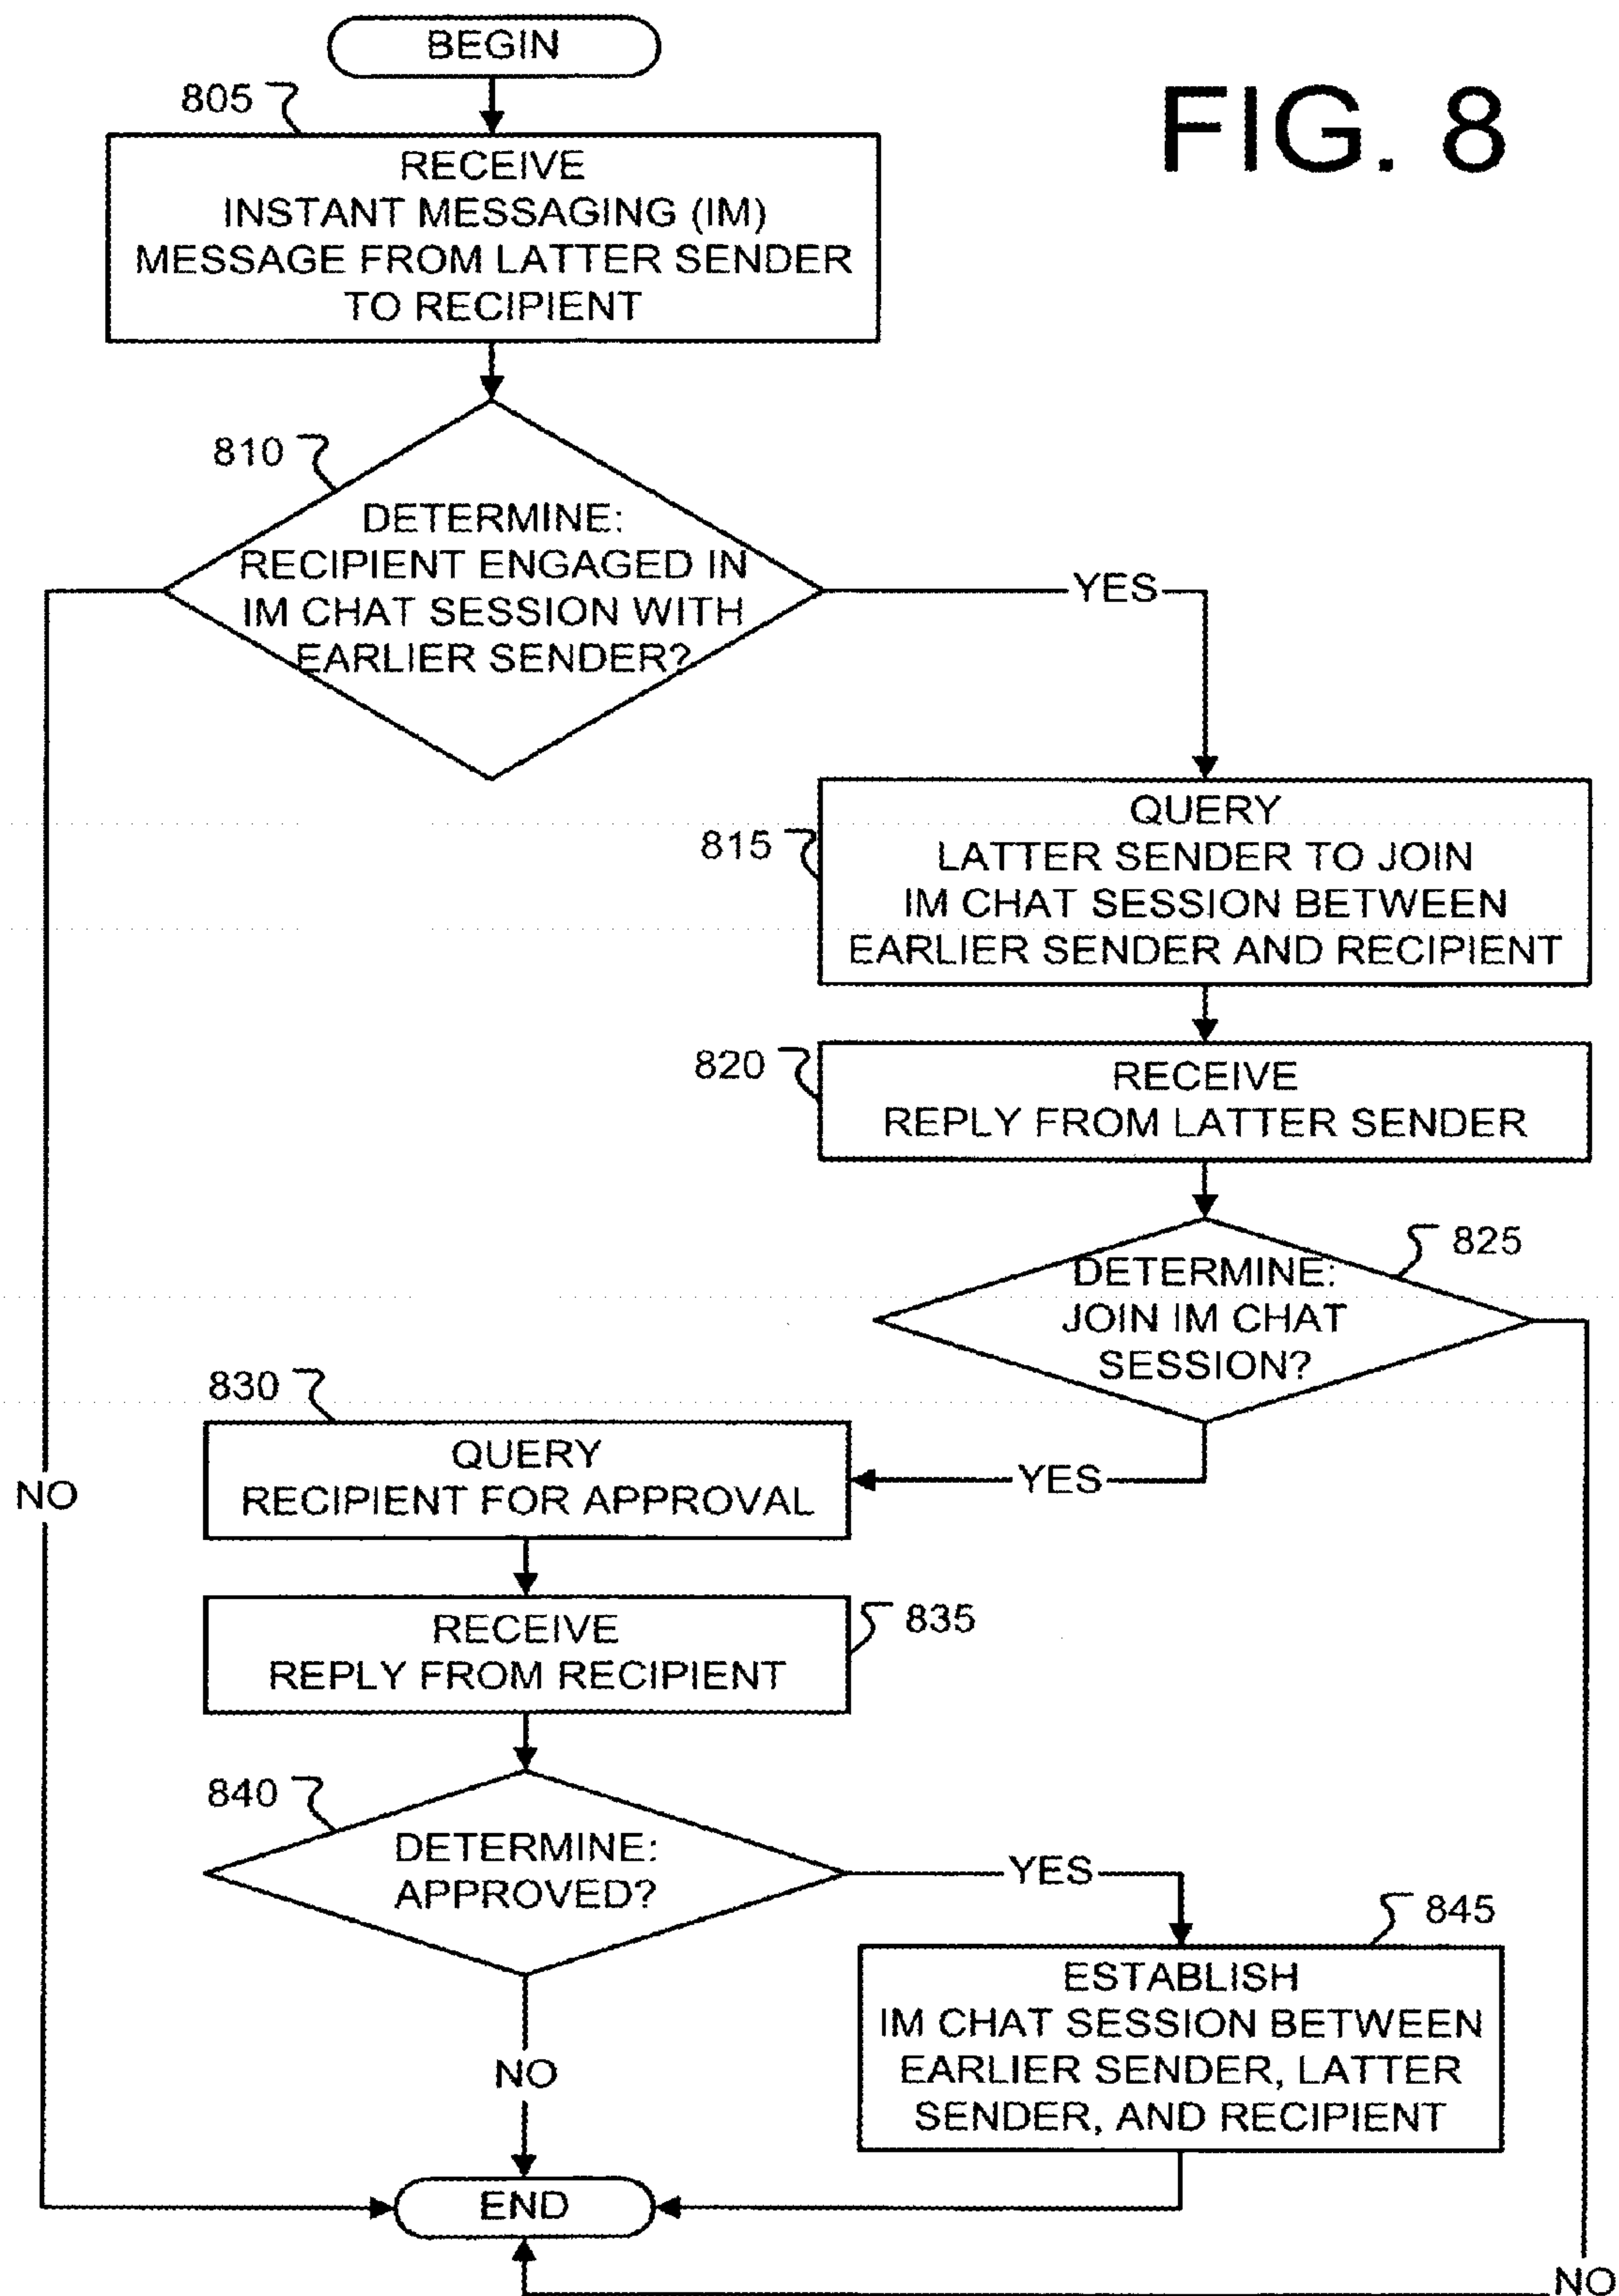 FIG. 8
BEGIN
805
RECEIVE
INSTANT MESSAGING (IM)
MESSAGE FROM LATTER SENDER
TO RECIPIENT
810
DETERMINE:
RECIPIENT ENGAGED IN
IM CHAT SESSION WITH
EARLIER SENDER?
YES
NO
815
QUERY
LATTER SENDER TO JOIN
IM CHAT SESSION BETWEEN
EARLIER SENDER AND RECIPIENT
820
RECEIVE
REPLY FROM LATTER SENDER
825
DETERMINE:
JOIN IM CHAT
SESSION?
YES
NO
830
QUERY
RECIPIENT FOR APPROVAL
835
RECEIVE
REPLY FROM RECIPIENT
840
DETERMINE:
APPROVED?
YES
NO
845
ESTABLISH
IM CHAT SESSION BETWEEN
EARLIER SENDER, LATTER
SENDER, AND RECIPIENT
END